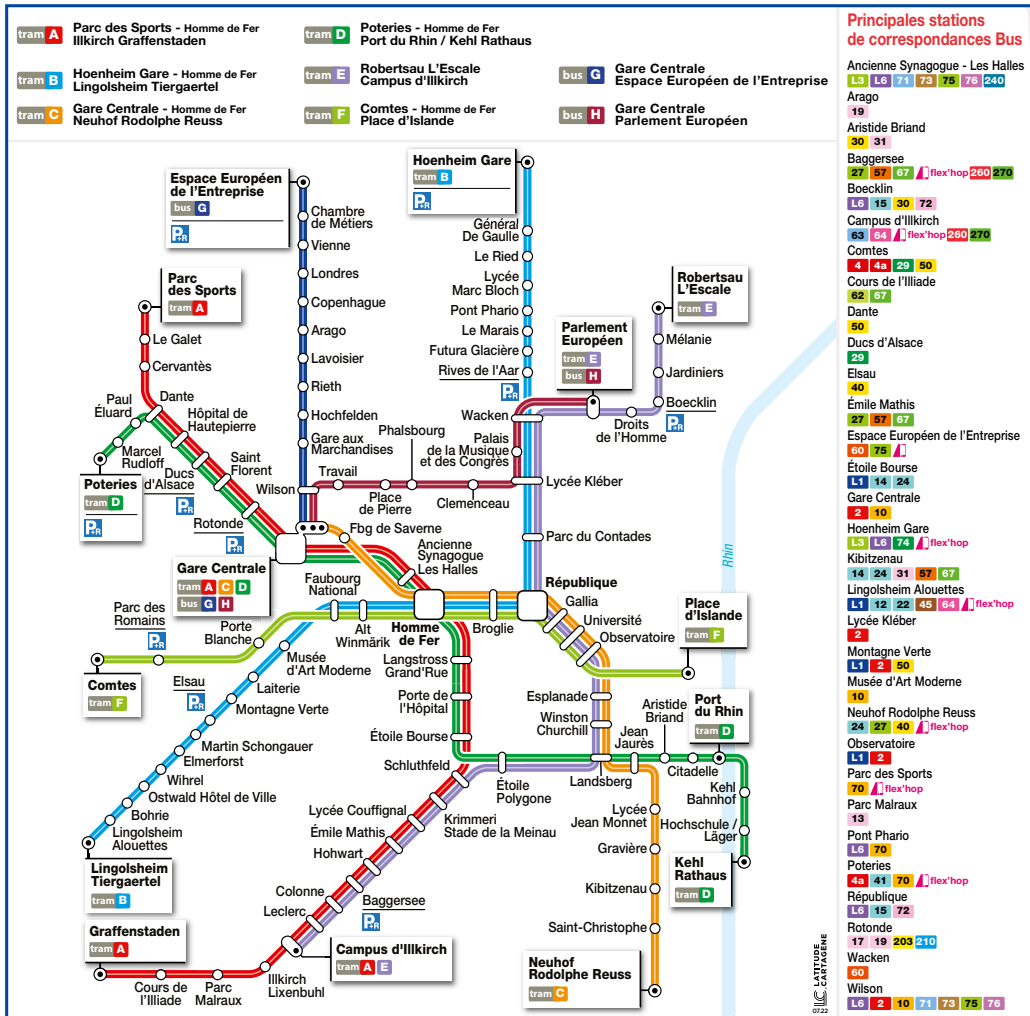 tram A Parc des Sports - Homme de Fer
Illkirch Graffenstaden
tram B Hoenheim Gare - Homme de Fer
Lingolsheim Tiergaertel
tram C Gare Centrale - Homme de Fer
Neuhof Rodolphe Reuss
tram D Poteries - Homme de Fer
Port du Rhin / Kehl Rathaus
tram E Robertsau L'Escale
Campus d'Illkirch
tram F Comtes - Homme de Fer
Place d'Islande
bus G Gare Centrale
Espace Européen de l'Entreprise
bus H Gare Centrale
Parlement Européen
Espace Européen
de l'Entreprise
bus G
P+R
Chambre
de Métiers
Vienne
Londres
Copenhague
Arago
Lavoisier
Rieth
Hochfelden
Gare aux
Marchandises
Wilson
Hoenheim Gare
tram B
P+R
Général
De Gaulle
Le Ried
Lycée
Marc Bloch
Pont Phario
Le Marais
Futura Glacière
Rives de l'Aar
P+R
Wacken
Palais
de la Musique
et des Congrès
Lycée Kléber
Parc du Contades
Parlement
Européen
tram E
bus H
Robertsau
L'Escale
tram E
Mélanie
Jardiniers
Boecklin
P+R
Droits
de l'Homme
Travail
Place
de Pierre
Phalsbourg
Clemenceau
Parc
des Sports
tram A
Le Galet
Cervantès
Dante
Paul
Éluard
Marcel
Rudloff
Poteries
tram D
P+R
Hôpital de
Hautepierre
Ducs
d'Alsace
P+R
Saint
Florent
Rotonde
P+R
Gare Centrale
tram A C D
bus G H
Fbg de Saverne
Ancienne
Synagogue
Les Halles
Faubourg
National
Alt
Winmärik
Homme
de Fer
Broglie
République
Gallia
Université
Observatoire
Place
d'Islande
tram F
Parc des
Romains
P+R
Porte
Blanche
Comtes
tram F
Musée
d'Art Moderne
Laiterie
Elsau
P+R
Montagne Verte
Martin Schongauer
Elmerforst
Wihrel
Ostwald Hôtel de Ville
Bohrie
Lingolsheim
Alouettes
Lingolsheim
Tiergaertel
tram B
Langstross
Grand'Rue
Porte de
l'Hôpital
Étoile Bourse
Schluthfeld
Étoile
Polygone
Krimmeri
Stade de la Meinau
Lycée Couffignal
Émile Mathis
Hohwart
Colonne
Leclerc
Baggersee
P+R
Campus d'Illkirch
tram A E
Illkirch
Lixenbuhl
Parc
Malraux
Cours de
l'Illiade
Graffenstaden
tram A
Esplanade
Winston
Churchill
Landsberg
Jean
Jaurès
Aristide
Briand
Citadelle
Port
du Rhin
tram D
Kehl
Bahnhof
Hochschule /
Läger
Kehl
Rathaus
tram D
Lycée
Jean Monnet
Gravière
Kibitzenau
Saint-Christophe
Neuhof
Rodolphe Reuss
tram C
Rhin
LATITUDE
CARTAGÈNE
07.22
Principales stations
de correspondances Bus
Ancienne Synagogue - Les Halles
L3 L6 71 73 75 76 240
Arago
19
Aristide Briand
30 31
Baggersee
27 57 67 flex'hop 260 270
Boecklin
L6 15 30 72
Campus d'Illkirch
63 64 flex'hop 260 270
Comtes
4 4a 29 50
Cours de l'Illiade
62 67
Dante
50
Ducs d'Alsace
29
Elsau
40
Émile Mathis
27 57 67
Espace Européen de l'Entreprise
60 75
Étoile Bourse
L1 14 24
Gare Centrale
2 10
Hoenheim Gare
L3 L6 74 flex'hop
Kibitzenau
14 24 31 57 67
Lingolsheim Alouettes
L1 12 22 45 64 flex'hop
Lycée Kléber
2
Montagne Verte
L1 2 50
Musée d'Art Moderne
10
Neuhof Rodolphe Reuss
24 27 40 flex'hop
Observatoire
L1 2
Parc des Sports
70 flex'hop
Parc Malraux
13
Pont Phario
L6 70
Poteries
4a 41 70 flex'hop
République
L6 15 72
Rotonde
17 19 203 210
Wacken
60
Wilson
L6 2 10 71 73 75 76